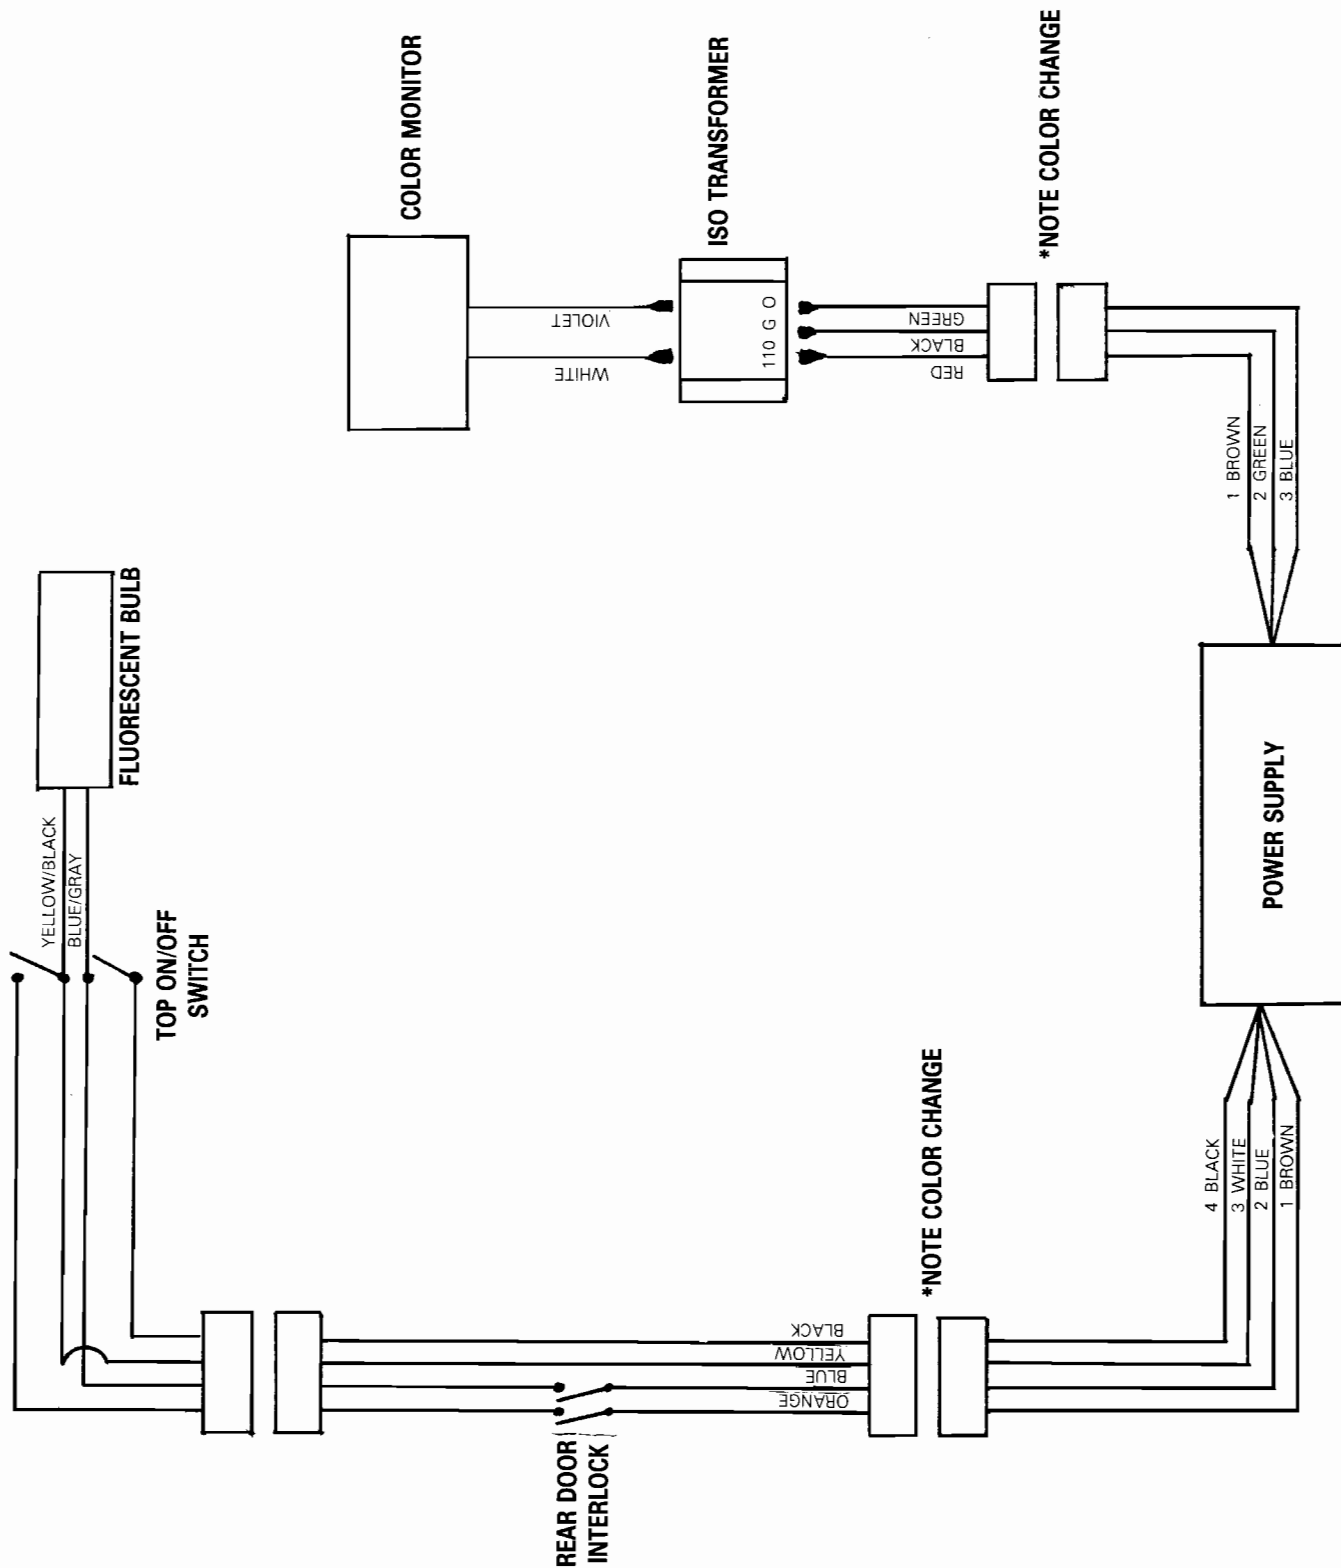 COLOR MONITOR
ISO TRANSFORMER
*NOTE COLOR CHANGE
VIOLET
WHITE
110 G O
GREEN
BLACK
RED
1 BROWN
2 GREEN
3 BLUE
FLUORESCENT BULB
YELLOW/BLACK
BLUE/GRAY
TOP ON/OFF
SWITCH
POWER SUPPLY
*NOTE COLOR CHANGE
4 BLACK
3 WHITE
2 BLUE
1 BROWN
BLACK
YELLOW
BLUE
ORANGE
REAR DOOR
INTERLOCK